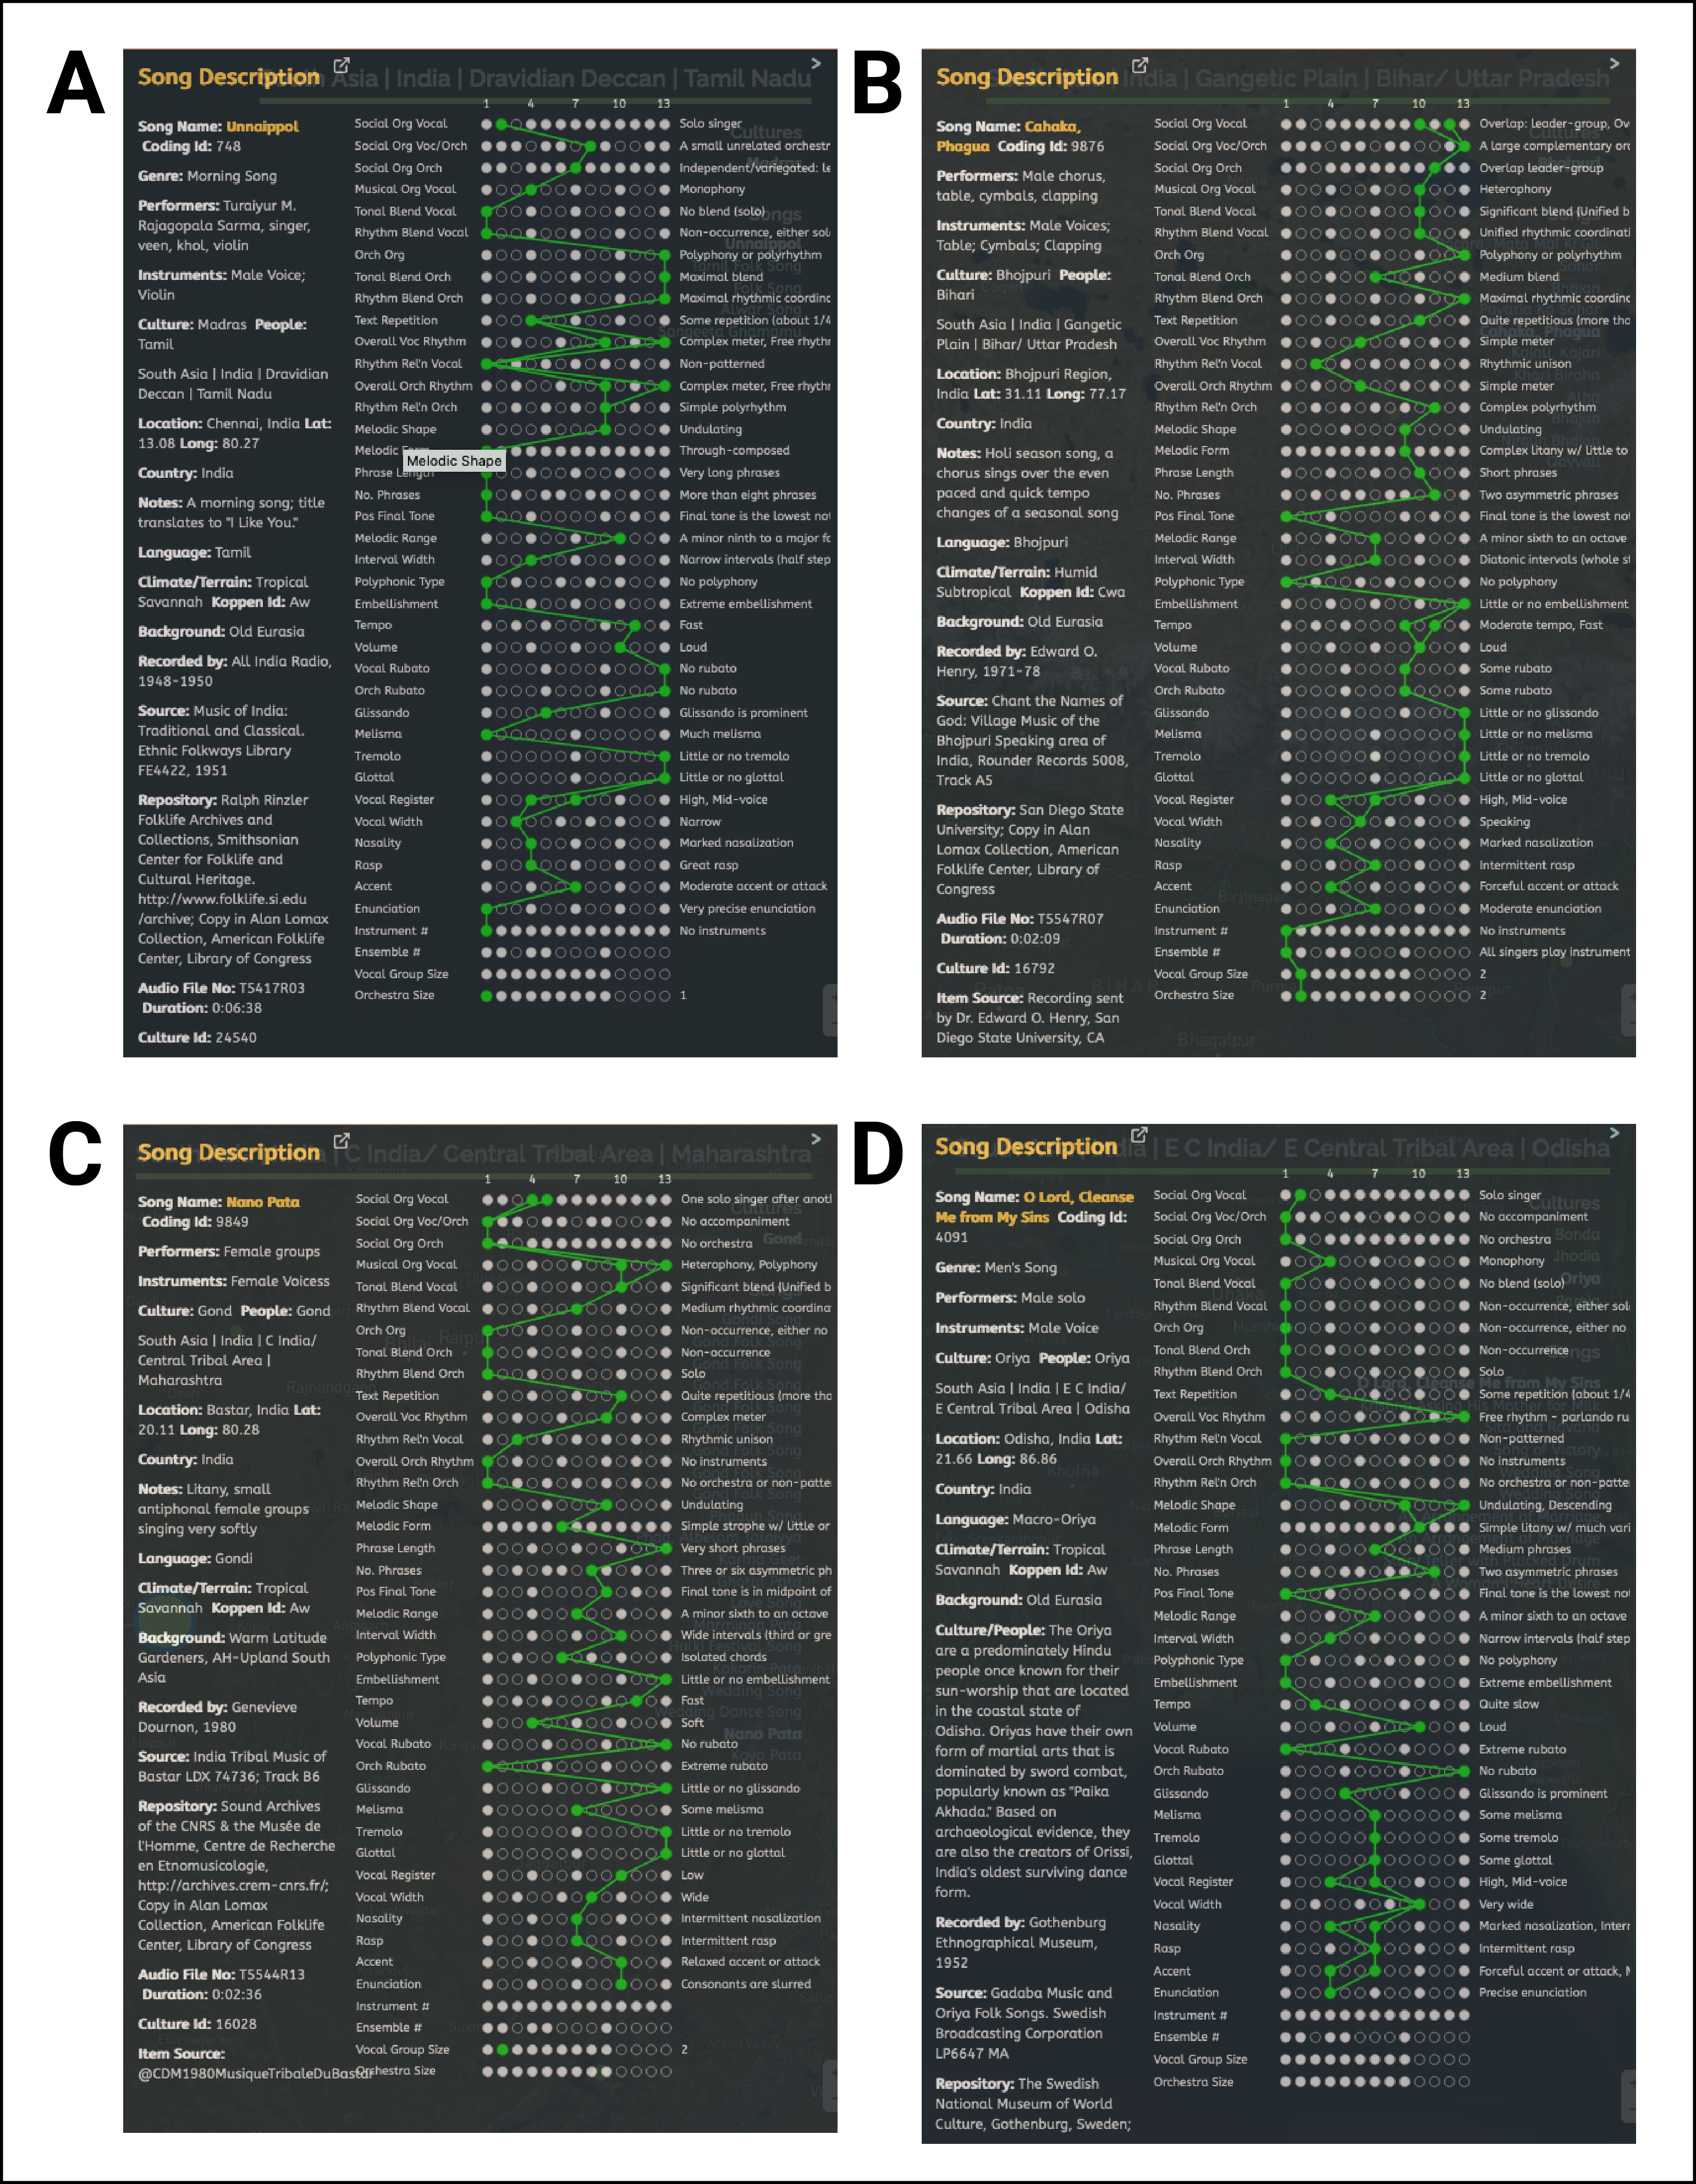 A
Song Description
South Asia | India | Dravidian Deccan | Tamil Nadu
1 4 7 10 13
Song Name: Unnaippol
Coding Id: 748
Genre: Morning Song
Performers: Turaiyur M.
Rajagopala Sarma, singer,
veen, khol, violin
Instruments: Male Voice;
Violin
Culture: Madras People:
Tamil
South Asia | India | Dravidian
Deccan | Tamil Nadu
Location: Chennai, India Lat:
13.08 Long: 80.27
Country: India
Notes: A morning song; title
translates to "I Like You."
Language: Tamil
Climate/Terrain: Tropical
Savannah Koppen Id: Aw
Background: Old Eurasia
Recorded by: All India Radio,
1948-1950
Source: Music of India:
Traditional and Classical.
Ethnic Folkways Library
FE4422, 1951
Repository: Ralph Rinzler
Folklife Archives and
Collections, Smithsonian
Center for Folklife and
Cultural Heritage.
http://www.folklife.si.edu
/archive; Copy in Alan Lomax
Collection, American Folklife
Center, Library of Congress
Audio File No: T5417R03
Duration: 0:06:38
Culture Id: 24540
Social Org Vocal Solo singer
Social Org Voc/Orch A small unrelated orchestr
Social Org Orch Independent/variegated: le
Musical Org Vocal Monophony
Tonal Blend Vocal No blend (solo)
Rhythm Blend Vocal Non-occurrence, either sol
Orch Org Polyphony or polyrhythm
Tonal Blend Orch Maximal blend
Rhythm Blend Orch Maximal rhythmic coordinc
Text Repetition Some repetition (about 1/4
Overall Voc Rhythm Complex meter, Free rhythr
Rhythm Rel'n Vocal Non-patterned
Overall Orch Rhythm Complex meter, Free rhythr
Rhythm Rel'n Orch Simple polyrhythm
Melodic Shape Undulating
Melodic Form Through-composed
Melodic Shape
Phrase Length Very long phrases
No. Phrases More than eight phrases
Pos Final Tone Final tone is the lowest not
Melodic Range A minor ninth to a major fo
Interval Width Narrow intervals (half step
Polyphonic Type No polyphony
Embellishment Extreme embellishment
Tempo Fast
Volume Loud
Vocal Rubato No rubato
Orch Rubato No rubato
Glissando Glissando is prominent
Melisma Much melisma
Tremolo Little or no tremolo
Glottal Little or no glottal
Vocal Register High, Mid-voice
Vocal Width Narrow
Nasality Marked nasalization
Rasp Great rasp
Accent Moderate accent or attack
Enunciation Very precise enunciation
Instrument # No instruments
Ensemble #
Vocal Group Size
Orchestra Size 1
B
Song Description
India | Gangetic Plain | Bihar/ Uttar Pradesh
1 4 7 10 13
Song Name: Cahaka,
Phagua Coding Id: 9876
Performers: Male chorus,
table, cymbals, clapping
Instruments: Male Voices;
Table; Cymbals; Clapping
Culture: Bhojpuri People:
Bihari
South Asia | India | Gangetic
Plain | Bihar/ Uttar Pradesh
Location: Bhojpuri Region,
India Lat: 31.11 Long: 77.17
Country: India
Notes: Holi season song, a
chorus sings over the even
paced and quick tempo
changes of a seasonal song
Language: Bhojpuri
Climate/Terrain: Humid
Subtropical Koppen Id: Cwa
Background: Old Eurasia
Recorded by: Edward O.
Henry, 1971-78
Source: Chant the Names of
God: Village Music of the
Bhojpuri Speaking area of
India, Rounder Records 5008,
Track A5
Repository: San Diego State
University; Copy in Alan
Lomax Collection, American
Folklife Center, Library of
Congress
Audio File No: T5547R07
Duration: 0:02:09
Culture Id: 16792
Item Source: Recording sent
by Dr. Edward O. Henry, San
Diego State University, CA
Social Org Vocal Overlap: leader-group, Ov
Social Org Voc/Orch A large complementary orc
Social Org Orch Overlap leader-group
Musical Org Vocal Heterophony
Tonal Blend Vocal Significant blend (Unified b
Rhythm Blend Vocal Unified rhythmic coordinati
Orch Org Polyphony or polyrhythm
Tonal Blend Orch Medium blend
Rhythm Blend Orch Maximal rhythmic coordinc
Text Repetition Quite repetitious (more tha
Overall Voc Rhythm Simple meter
Rhythm Rel'n Vocal Rhythmic unison
Overall Orch Rhythm Simple meter
Rhythm Rel'n Orch Complex polyrhythm
Melodic Shape Undulating
Melodic Form Complex litany w/ little to
Phrase Length Short phrases
No. Phrases Two asymmetric phrases
Pos Final Tone Final tone is the lowest not
Melodic Range A minor sixth to an octave
Interval Width Diatonic intervals (whole st
Polyphonic Type No polyphony
Embellishment Little or no embellishment
Tempo Moderate tempo, Fast
Volume Loud
Vocal Rubato Some rubato
Orch Rubato Some rubato
Glissando Little or no glissando
Melisma Little or no melisma
Tremolo Little or no tremolo
Glottal Little or no glottal
Vocal Register High, Mid-voice
Vocal Width Speaking
Nasality Marked nasalization
Rasp Intermittent rasp
Accent Forceful accent or attack
Enunciation Moderate enunciation
Instrument # No instruments
Ensemble # All singers play instrument
Vocal Group Size 2
Orchestra Size 2
C
Song Description
C India/ Central Tribal Area | Maharashtra
1 4 7 10 13
Song Name: Nano Pata
Coding Id: 9849
Performers: Female groups
Instruments: Female Voicess
Culture: Gond People: Gond
South Asia | India | C India/
Central Tribal Area |
Maharashtra
Location: Bastar, India Lat:
20.11 Long: 80.28
Country: India
Notes: Litany, small
antiphonal female groups
singing very softly
Language: Gondi
Climate/Terrain: Tropical
Savannah Koppen Id: Aw
Background: Warm Latitude
Gardeners, AH-Upland South
Asia
Recorded by: Genevieve
Dournon, 1980
Source: India Tribal Music of
Bastar LDX 74736; Track B6
Repository: Sound Archives
of the CNRS & the Musée de
l'Homme, Centre de Recherche
en Etnomusicologie,
http://archives.crem-cnrs.fr/;
Copy in Alan Lomax
Collection, American Folklife
Center, Library of Congress
Audio File No: T5544R13
Duration: 0:02:36
Culture Id: 16028
Item Source:
@CDM1980MusiqueTribaleDuBastar
Social Org Vocal One solo singer after anotl
Social Org Voc/Orch No accompaniment
Social Org Orch No orchestra
Musical Org Vocal Heterophony, Polyphony
Tonal Blend Vocal Significant blend (Unified b
Rhythm Blend Vocal Medium rhythmic coordina
Orch Org Non-occurrence, either no
Tonal Blend Orch Non-occurrence
Rhythm Blend Orch Solo
Text Repetition Quite repetitious (more tha
Overall Voc Rhythm Complex meter
Rhythm Rel'n Vocal Rhythmic unison
Overall Orch Rhythm No instruments
Rhythm Rel'n Orch No orchestra or non-patte
Melodic Shape Undulating
Melodic Form Simple strophe w/ little or
Phrase Length Very short phrases
No. Phrases Three or six asymmetric ph
Pos Final Tone Final tone is in midpoint of
Melodic Range A minor sixth to an octave
Interval Width Wide intervals (third or gre
Polyphonic Type Isolated chords
Embellishment Little or no embellishment
Tempo Fast
Volume Soft
Vocal Rubato No rubato
Orch Rubato Extreme rubato
Glissando Little or no glissando
Melisma Some melisma
Tremolo Little or no tremolo
Glottal Little or no glottal
Vocal Register Low
Vocal Width Wide
Nasality Intermittent nasalization
Rasp Intermittent rasp
Accent Relaxed accent or attack
Enunciation Consonants are slurred
Instrument #
Ensemble #
Vocal Group Size 2
Orchestra Size
D
Song Description
E C India/ E Central Tribal Area | Odisha
1 4 7 10 13
Song Name: O Lord, Cleanse
Me from My Sins Coding Id:
4091
Genre: Men's Song
Performers: Male solo
Instruments: Male Voice
Culture: Oriya People: Oriya
South Asia | India | E C India/
E Central Tribal Area | Odisha
Location: Odisha, India Lat:
21.66 Long: 86.86
Country: India
Language: Macro-Oriya
Climate/Terrain: Tropical
Savannah Koppen Id: Aw
Background: Old Eurasia
Culture/People: The Oriya
are a predominately Hindu
people once known for their
sun-worship that are located
in the coastal state of
Odisha. Oriyas have their own
form of martial arts that is
dominated by sword combat,
popularly known as "Paika
Akhada." Based on
archaeological evidence, they
are also the creators of Orissi,
India's oldest surviving dance
form.
Recorded by: Gothenburg
Ethnographical Museum,
1952
Source: Gadaba Music and
Oriya Folk Songs. Swedish
Broadcasting Corporation
LP6647 MA
Repository: The Swedish
National Museum of World
Culture, Gothenburg, Sweden;
Social Org Vocal Solo singer
Social Org Voc/Orch No accompaniment
Social Org Orch No orchestra
Musical Org Vocal Monophony
Tonal Blend Vocal No blend (solo)
Rhythm Blend Vocal Non-occurrence, either sol
Orch Org Non-occurrence, either no
Tonal Blend Orch Non-occurrence
Rhythm Blend Orch Solo
Text Repetition Some repetition (about 1/4
Overall Voc Rhythm Free rhythm - parlando ru
Rhythm Rel'n Vocal Non-patterned
Overall Orch Rhythm No instruments
Rhythm Rel'n Orch No orchestra or non-patte
Melodic Shape Undulating, Descending
Melodic Form Simple litany w/ much vari
Phrase Length Medium phrases
No. Phrases Two asymmetric phrases
Pos Final Tone Final tone is the lowest not
Melodic Range A minor sixth to an octave
Interval Width Narrow intervals (half step
Polyphonic Type No polyphony
Embellishment Extreme embellishment
Tempo Quite slow
Volume Loud
Vocal Rubato Extreme rubato
Orch Rubato No rubato
Glissando Glissando is prominent
Melisma Some melisma
Tremolo Some tremolo
Glottal Some glottal
Vocal Register High, Mid-voice
Vocal Width Very wide
Nasality Marked nasalization, Interr
Rasp Intermittent rasp
Accent Forceful accent or attack, M
Enunciation Precise enunciation
Instrument #
Ensemble #
Vocal Group Size
Orchestra Size